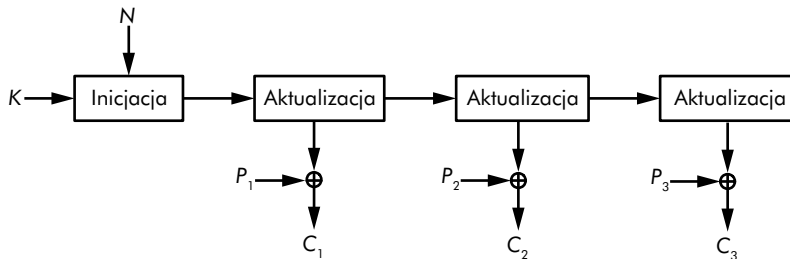 N
K Inicjacja Aktualizacja Aktualizacja Aktualizacja
P₁ P₂ P₃
C₁ C₂ C₃